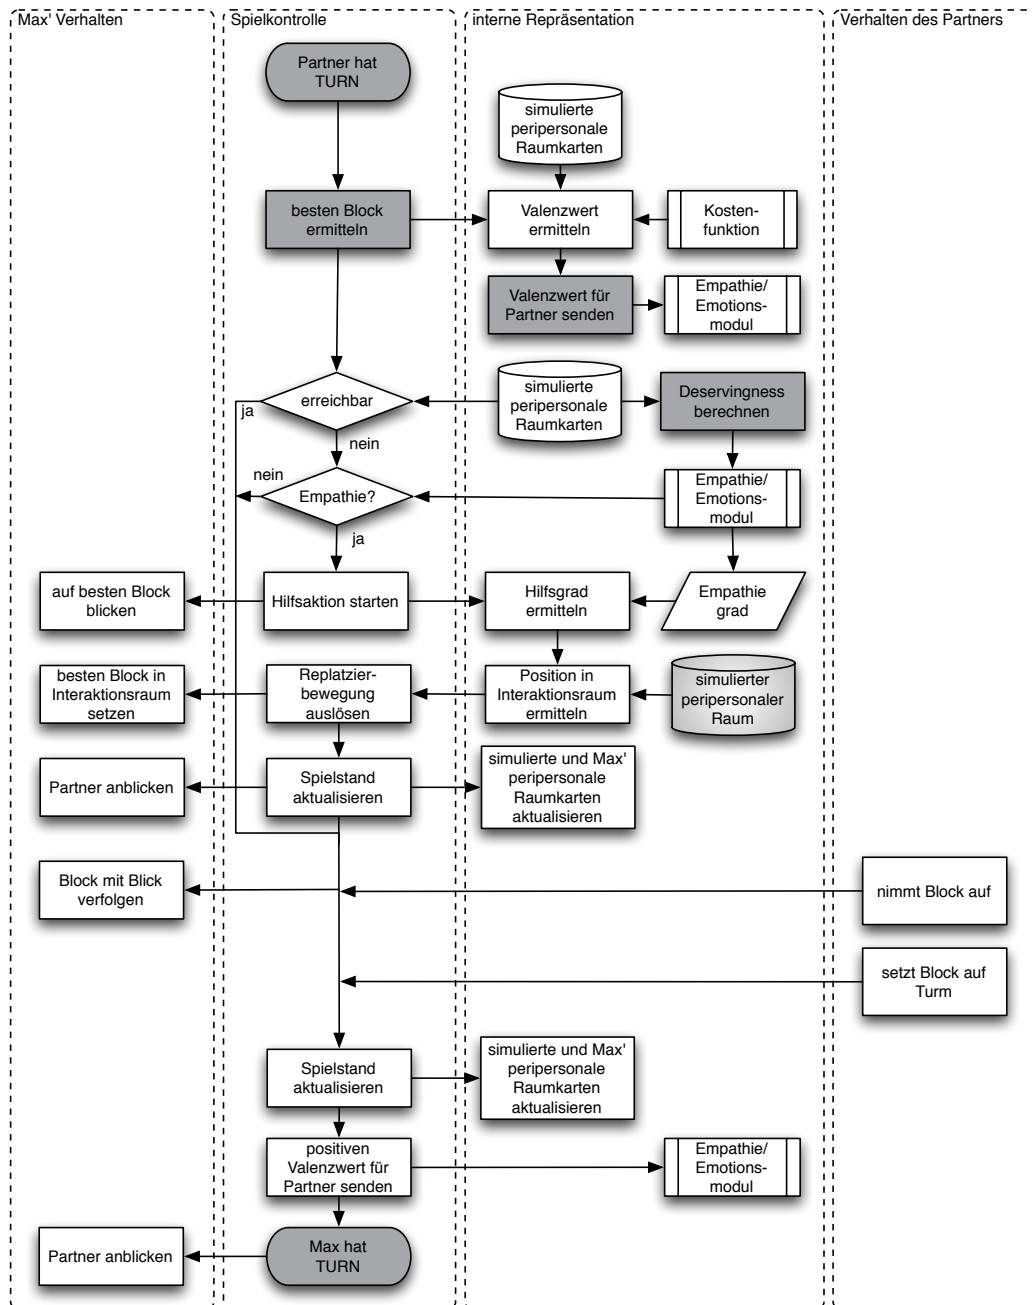 Max' Verhalten
Spielkontrolle
interne Repräsentation
Verhalten des Partners
Partner hat
TURN
simulierte
peripersonale
Raumkarten
besten Block
ermitteln
Valenzwert
ermitteln
Kosten-
funktion
Valenzwert für
Partner senden
Empathie/
Emotions-
modul
erreichbar
ja
nein
simulierte
peripersonale
Raumkarten
Deservingness
berechnen
nein
Empathie?
ja
Empathie/
Emotions-
modul
auf besten Block
blicken
Hilfsaktion starten
Hilfsgrad
ermitteln
Empathie
grad
besten Block in
Interaktionsraum
setzen
Replatzier-
bewegung
auslösen
Position in
Interaktionsraum
ermitteln
simulierter
peripersonaler
Raum
Partner anblicken
Spielstand
aktualisieren
simulierte und Max'
peripersonale
Raumkarten
aktualisieren
Block mit Blick
verfolgen
nimmt Block auf
setzt Block auf
Turm
Spielstand
aktualisieren
simulierte und Max'
peripersonale
Raumkarten
aktualisieren
positiven
Valenzwert für
Partner senden
Empathie/
Emotions-
modul
Partner anblicken
Max hat
TURN